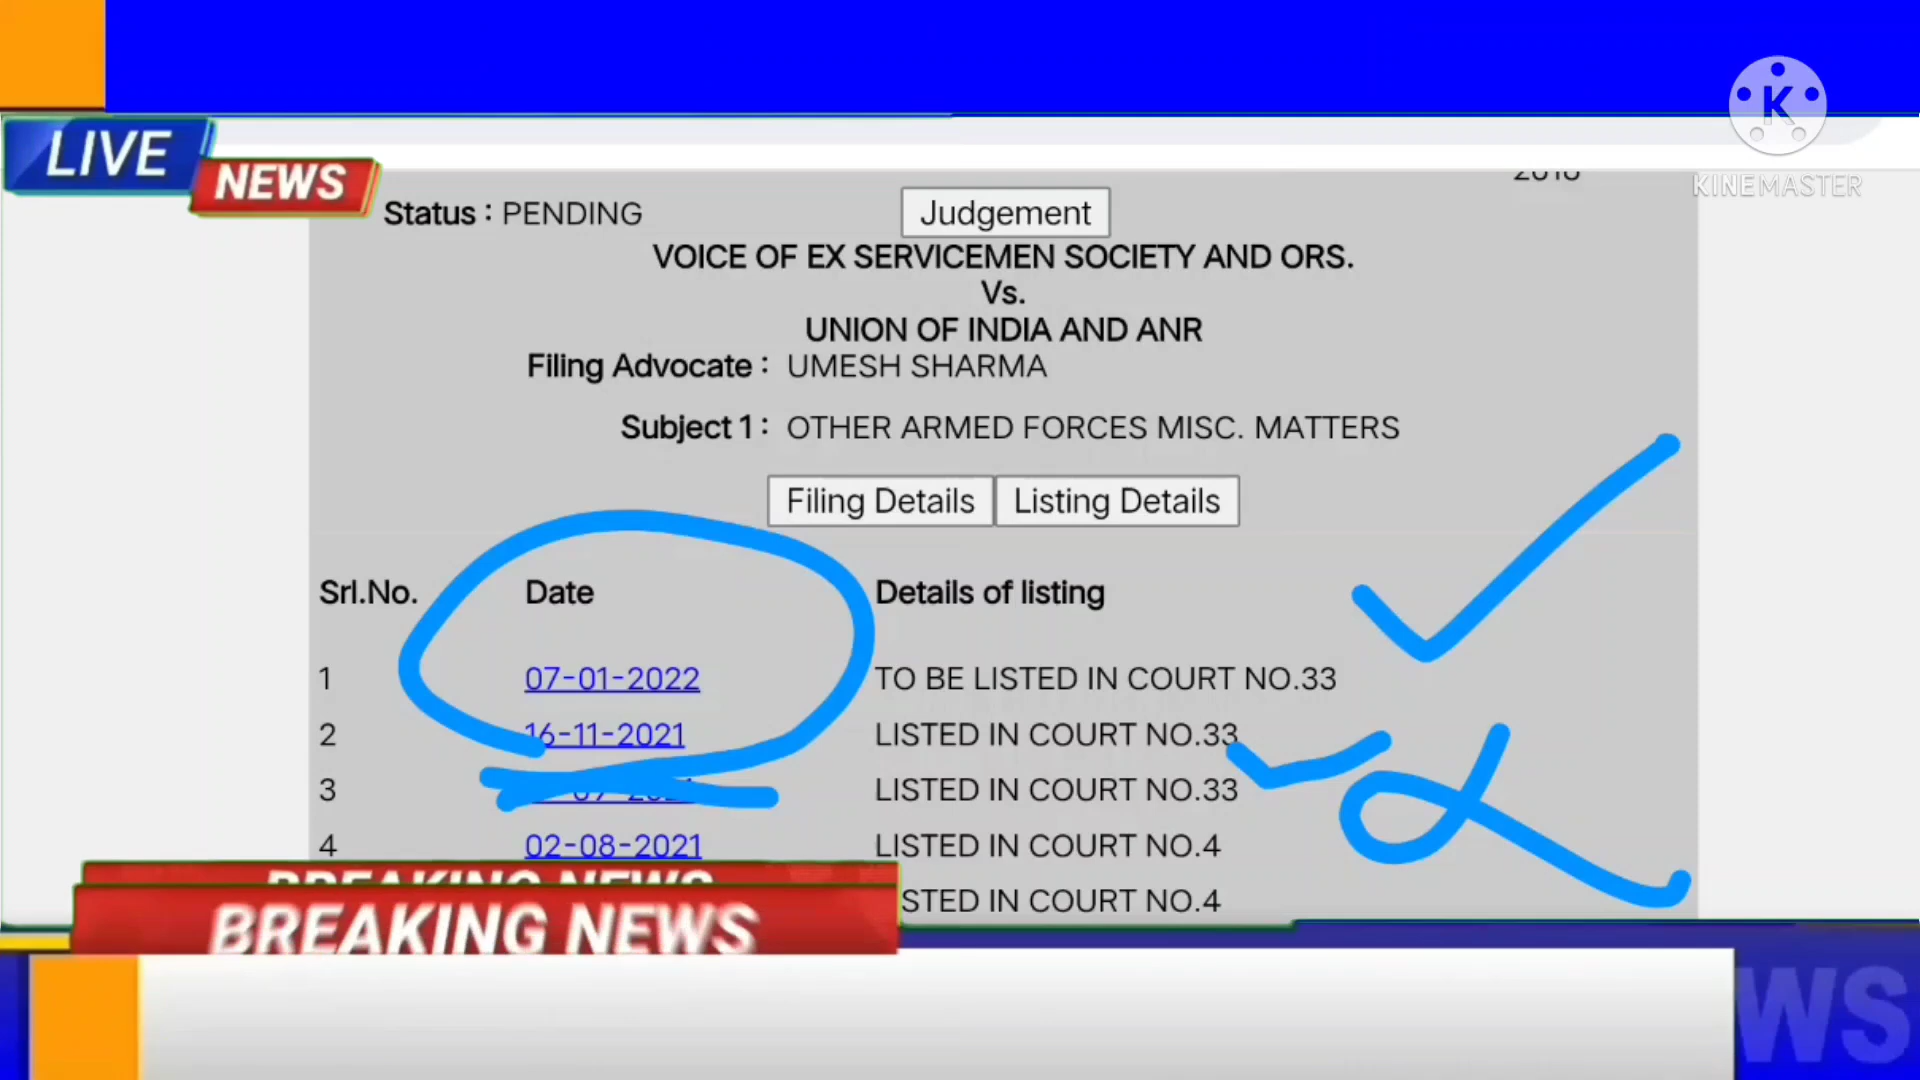 LIVE
NEWS
K
KINEMASTER
Status : PENDING
Judgement
VOICE OF EX SERVICEMEN SOCIETY AND ORS.
Vs.
UNION OF INDIA AND ANR
Filing Advocate : UMESH SHARMA
Subject 1 : OTHER ARMED FORCES MISC. MATTERS
Filing Details Listing Details
Srl.No. Date Details of listing
1 07-01-2022 TO BE LISTED IN COURT NO.33
2 16-11-2021 LISTED IN COURT NO.33
3 LISTED IN COURT NO.33
4 02-08-2021 LISTED IN COURT NO.4
STED IN COURT NO.4
BREAKING NEWS
BREAKING NEWS
WS